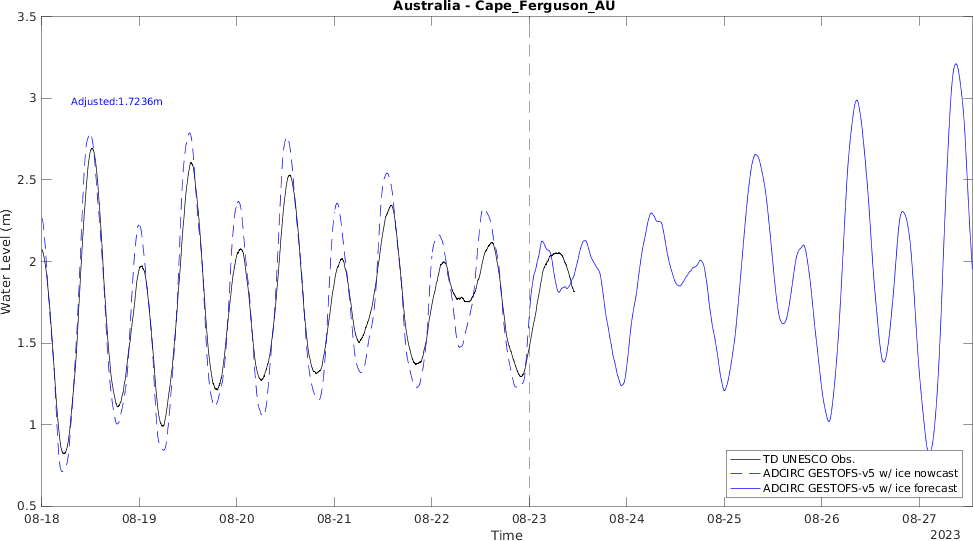 Australia - Cape_Ferguson_AU
3.5
3
2.5
2
1.5
1
0.5
Water Level (m)
Adjusted:1.7236m
TD UNESCO Obs.
ADCIRC GESTOFS-v5 w/ ice nowcast
ADCIRC GESTOFS-v5 w/ ice forecast
08-18 08-19 08-20 08-21 08-22 08-23 08-24 08-25 08-26 08-27
Time
2023